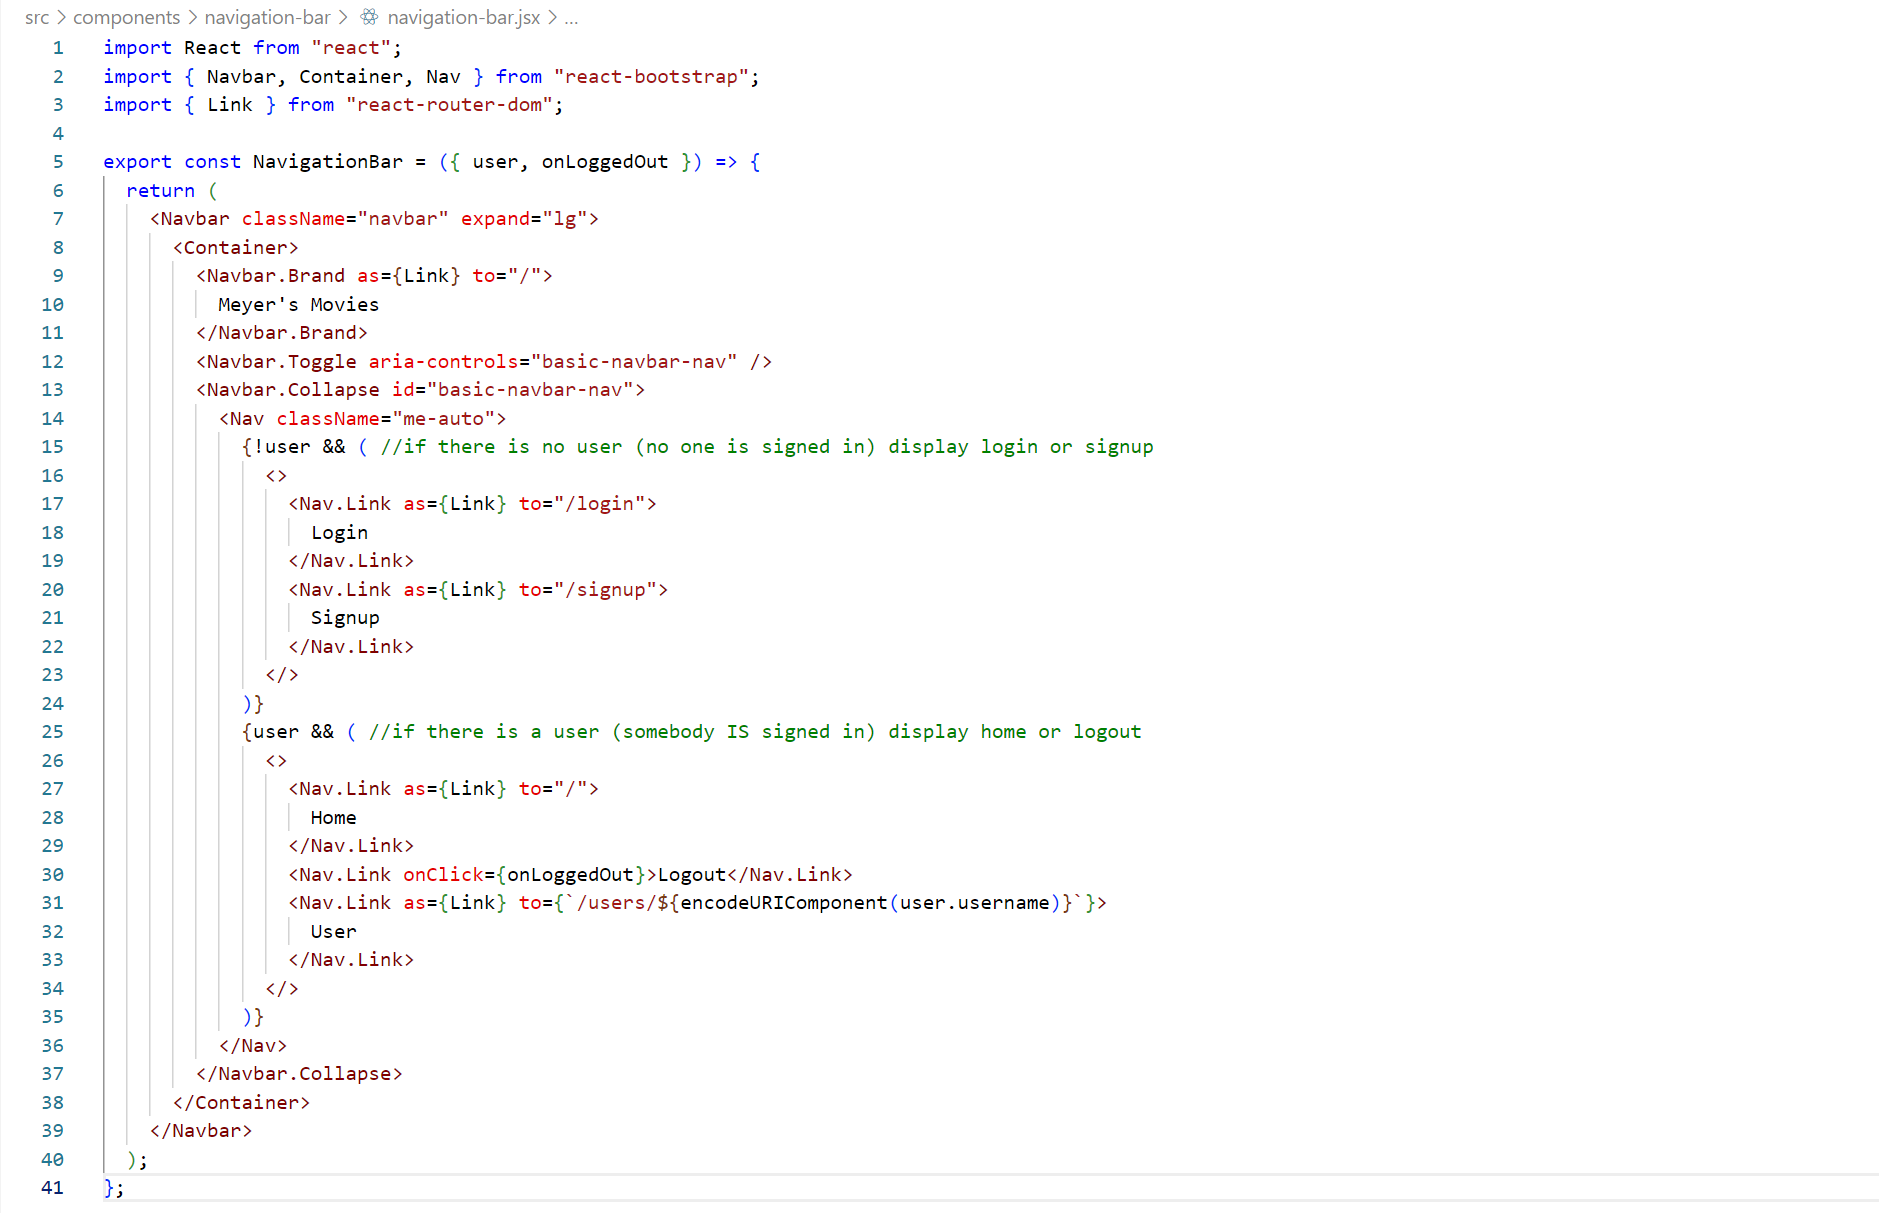 src > components > navigation-bar > navigation-bar.jsx > ...
1 import React from "react";
2 import { Navbar, Container, Nav } from "react-bootstrap";
3 import { Link } from "react-router-dom";
4
5 export const NavigationBar = ({ user, onLoggedOut }) => {
6   return (
7     <Navbar className="navbar" expand="lg">
8       <Container>
9         <Navbar.Brand as={Link} to="/">
10           Meyer's Movies
11         </Navbar.Brand>
12         <Navbar.Toggle aria-controls="basic-navbar-nav" />
13         <Navbar.Collapse id="basic-navbar-nav">
14           <Nav className="me-auto">
15             {!user && ( //if there is no user (no one is signed in) display login or signup
16               <>
17                 <Nav.Link as={Link} to="/login">
18                   Login
19                 </Nav.Link>
20                 <Nav.Link as={Link} to="/signup">
21                   Signup
22                 </Nav.Link>
23               </>
24             )}
25             {user && ( //if there is a user (somebody IS signed in) display home or logout
26               <>
27                 <Nav.Link as={Link} to="/">
28                   Home
29                 </Nav.Link>
30                 <Nav.Link onClick={onLoggedOut}>Logout</Nav.Link>
31                 <Nav.Link as={Link} to={`/users/${encodeURIComponent(user.username)}`}>
32                   User
33                 </Nav.Link>
34               </>
35             )}
36           </Nav>
37         </Navbar.Collapse>
38       </Container>
39     </Navbar>
40   );
41 };